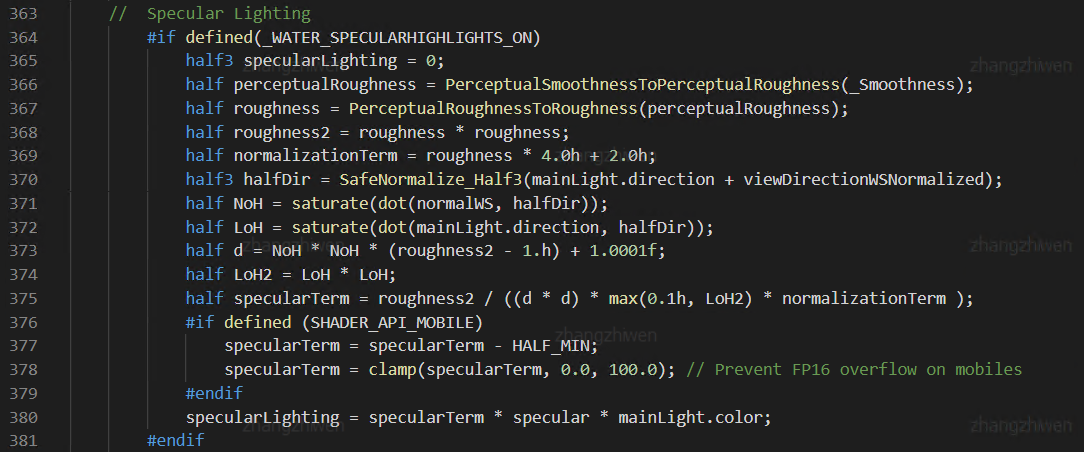 363 //  Specular Lighting
364 #if defined(_WATER_SPECULARHIGHLIGHTS_ON)
365 half3 specularLighting = 0;
366 half perceptualRoughness = PerceptualSmoothnessToPerceptualRoughness(_Smoothness);
367 half roughness = PerceptualRoughnessToRoughness(perceptualRoughness);
368 half roughness2 = roughness * roughness;
369 half normalizationTerm = roughness * 4.0h + 2.0h;
370 half3 halfDir = SafeNormalize_Half3(mainLight.direction + viewDirectionWSNormalized);
371 half NoH = saturate(dot(normalWS, halfDir));
372 half LoH = saturate(dot(mainLight.direction, halfDir));
373 half d = NoH * NoH * (roughness2 - 1.h) + 1.0001f;
374 half LoH2 = LoH * LoH;
375 half specularTerm = roughness2 / ((d * d) * max(0.1h, LoH2) * normalizationTerm );
376 #if defined (SHADER_API_MOBILE)
377 specularTerm = specularTerm - HALF_MIN;
378 specularTerm = clamp(specularTerm, 0.0, 100.0); // Prevent FP16 overflow on mobiles
379 #endif
380 specularLighting = specularTerm * specular * mainLight.color;
381 #endif
zhangzhiwen
zhangzhiwen
zhangzhiwen
zhangzhiwen
zhangzhiwen
zhangzhiwen
zhangzhiwen
zhangzhiwen